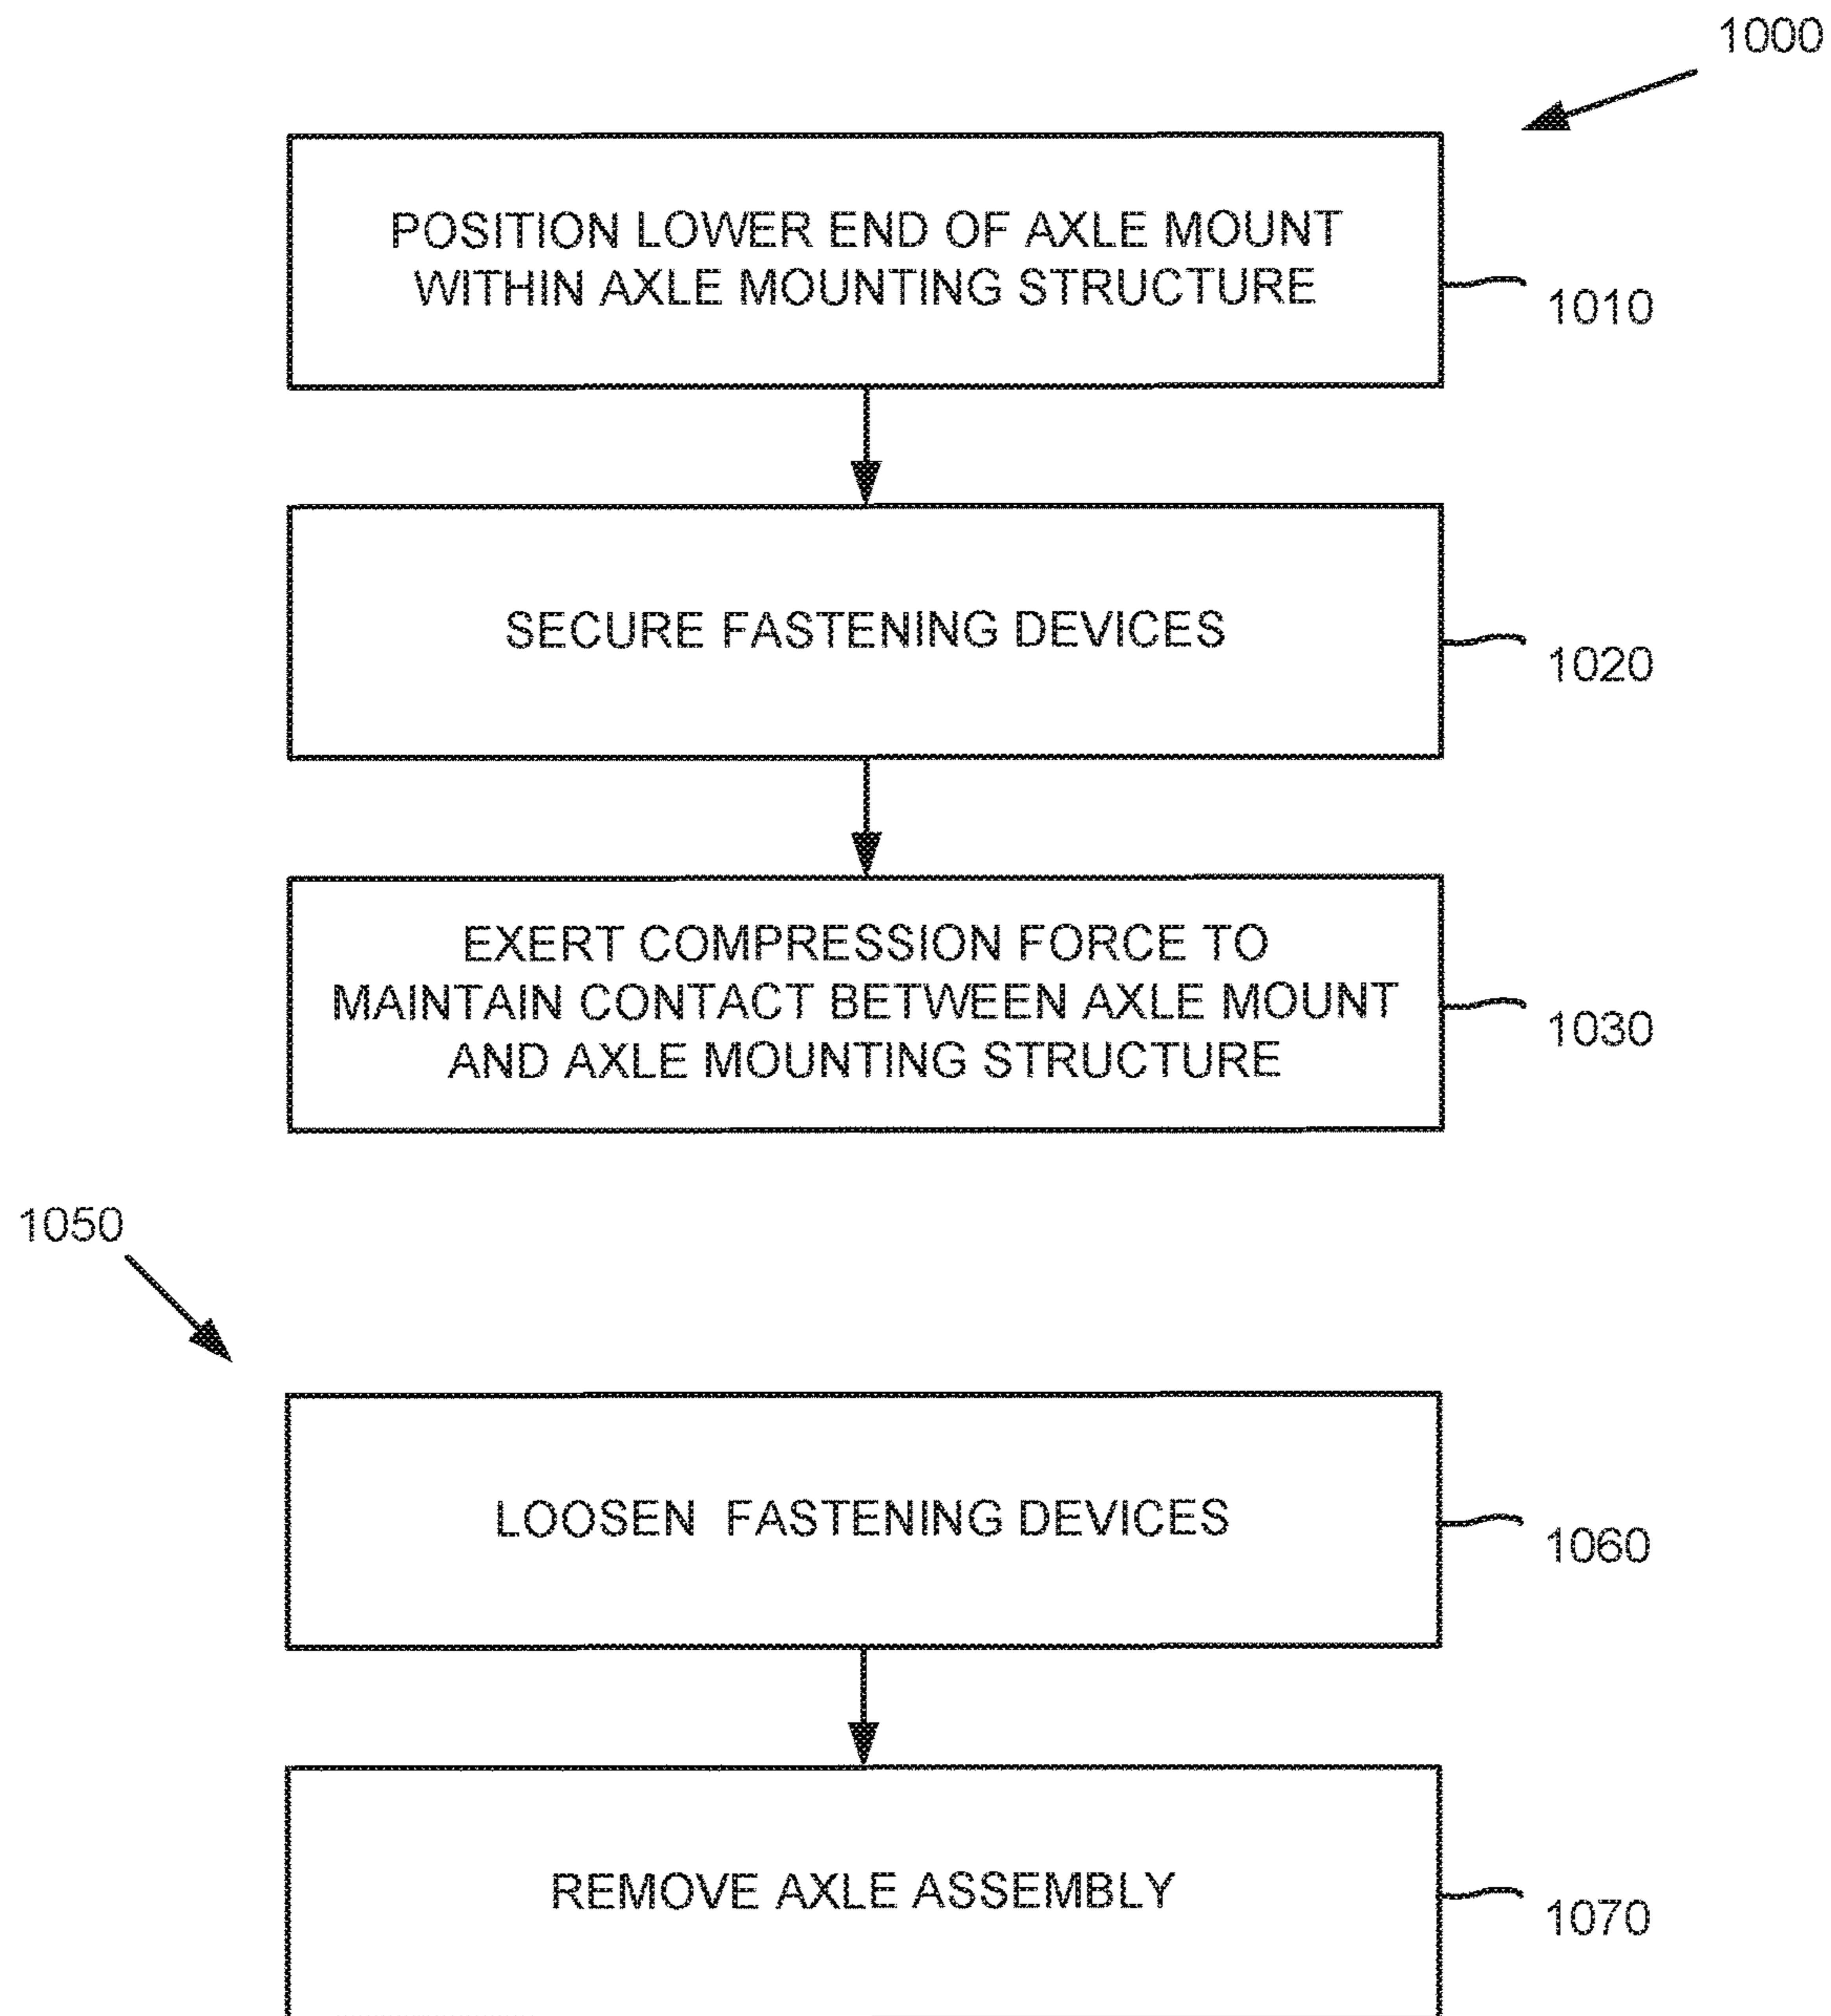 1000
POSITION LOWER END OF AXLE MOUNT
WITHIN AXLE MOUNTING STRUCTURE
1010
SECURE FASTENING DEVICES
1020
EXERT COMPRESSION FORCE TO
MAINTAIN CONTACT BETWEEN AXLE MOUNT
AND AXLE MOUNTING STRUCTURE
1030
1050
LOOSEN FASTENING DEVICES
1060
REMOVE AXLE ASSEMBLY
1070